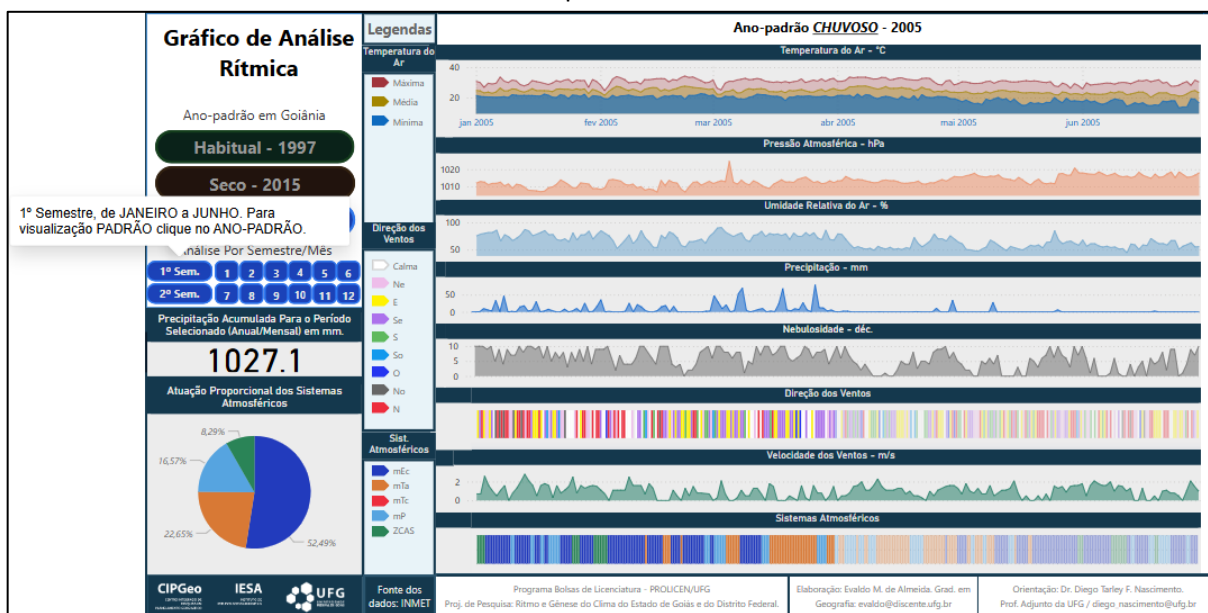 Gráfico de Análise
Rítmica
Ano-padrão em Goiânia
Habitual - 1997
Seco - 2015
1º Semestre, de JANEIRO a JUNHO. Para
visualização PADRÃO clique no ANO-PADRÃO.
Análise Por Semestre/Mês
1º Sem. 1 2 3 4 5 6
2º Sem. 7 8 9 10 11 12
Precipitação Acumulada Para o Período
Selecionado (Anual/Mensal) em mm.
1027.1
Atuação Proporcional dos Sistemas
Atmosféricos
8,29%
16,57%
22,65%
52,49%
CIPGeo
IESA
UFG
Legendas
Temperatura do
Ar
Máxima
Média
Mínima
Direção dos
Ventos
Calma
Ne
E
Se
S
So
O
No
N
Sist.
Atmosféricos
mEc
mTa
mTc
mP
ZCAS
Fonte dos
dados: INMET
Ano-padrão CHUVOSO - 2005
Temperatura do Ar - °C
40
20
jan 2005 fev 2005 mar 2005 abr 2005 mai 2005 jun 2005
Pressão Atmosférica - hPa
1020
1010
Umidade Relativa do Ar - %
100
50
Precipitação - mm
50
0
Nebulosidade - déc.
10
5
0
Direção dos Ventos
Velocidade dos Ventos - m/s
2
0
Sistemas Atmosféricos
Programa Bolsas de Licenciatura - PROLICEN/UFG
Proj. de Pesquisa: Ritmo e Gênese do Clima do Estado de Goiás e do Distrito Federal.
Elaboração: Evaldo M. de Almeida. Grad. em
Geografia: evaldo@discente.ufg.br
Orientação: Dr. Diego Tarley F. Nascimento.
Prof. Adjunto da UFG / diego_nascimento@ufg.br